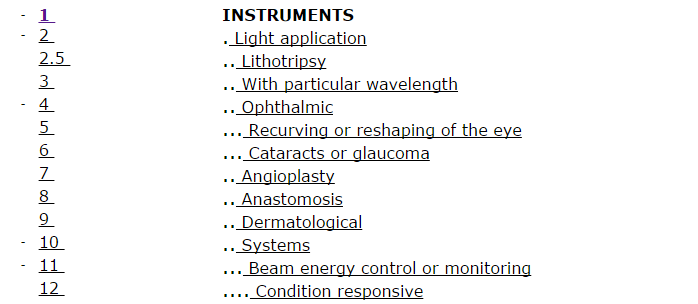 - 1 INSTRUMENTS
- 2 . Light application
2.5 .. Lithotripsy
3 .. With particular wavelength
- 4 .. Ophthalmic
5 ... Recurving or reshaping of the eye
6 ... Cataracts or glaucoma
7 .. Angioplasty
8 .. Anastomosis
9 .. Dermatological
- 10 .. Systems
- 11 ... Beam energy control or monitoring
12 .... Condition responsive